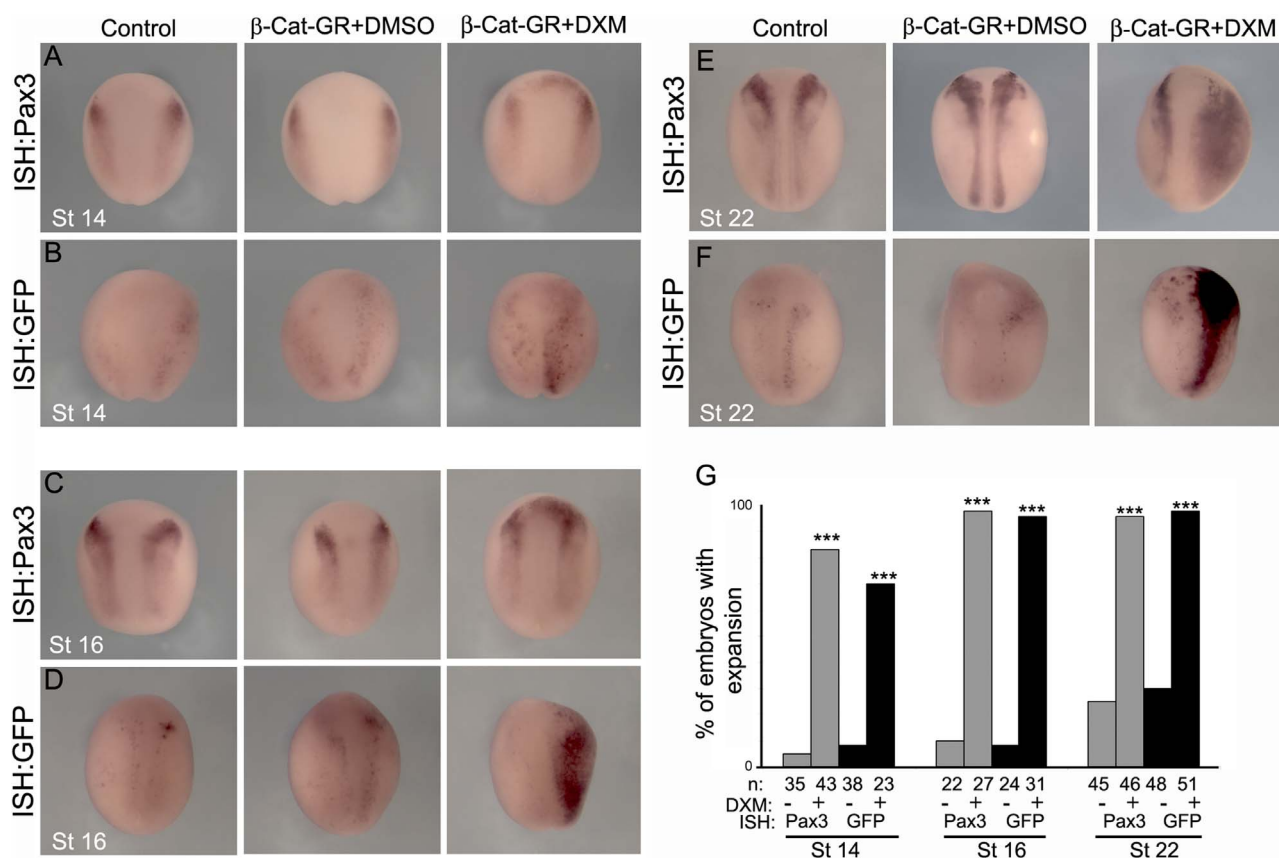 Control β-Cat-GR+DMSO β-Cat-GR+DXM
A
ISH:Pax3
St 14
B
ISH:GFP
St 14
C
ISH:Pax3
St 16
D
ISH:GFP
St 16
Control β-Cat-GR+DMSO β-Cat-GR+DXM
E
ISH:Pax3
St 22
F
ISH:GFP
St 22
G
100
% of embryos with
expansion
*** *** *** *** *** ***
n: 35 43 38 23 22 27 24 31 45 46 48 51
DXM: - + - + - + - + - + - +
ISH: Pax3 GFP Pax3 GFP Pax3 GFP
St 14 St 16 St 22